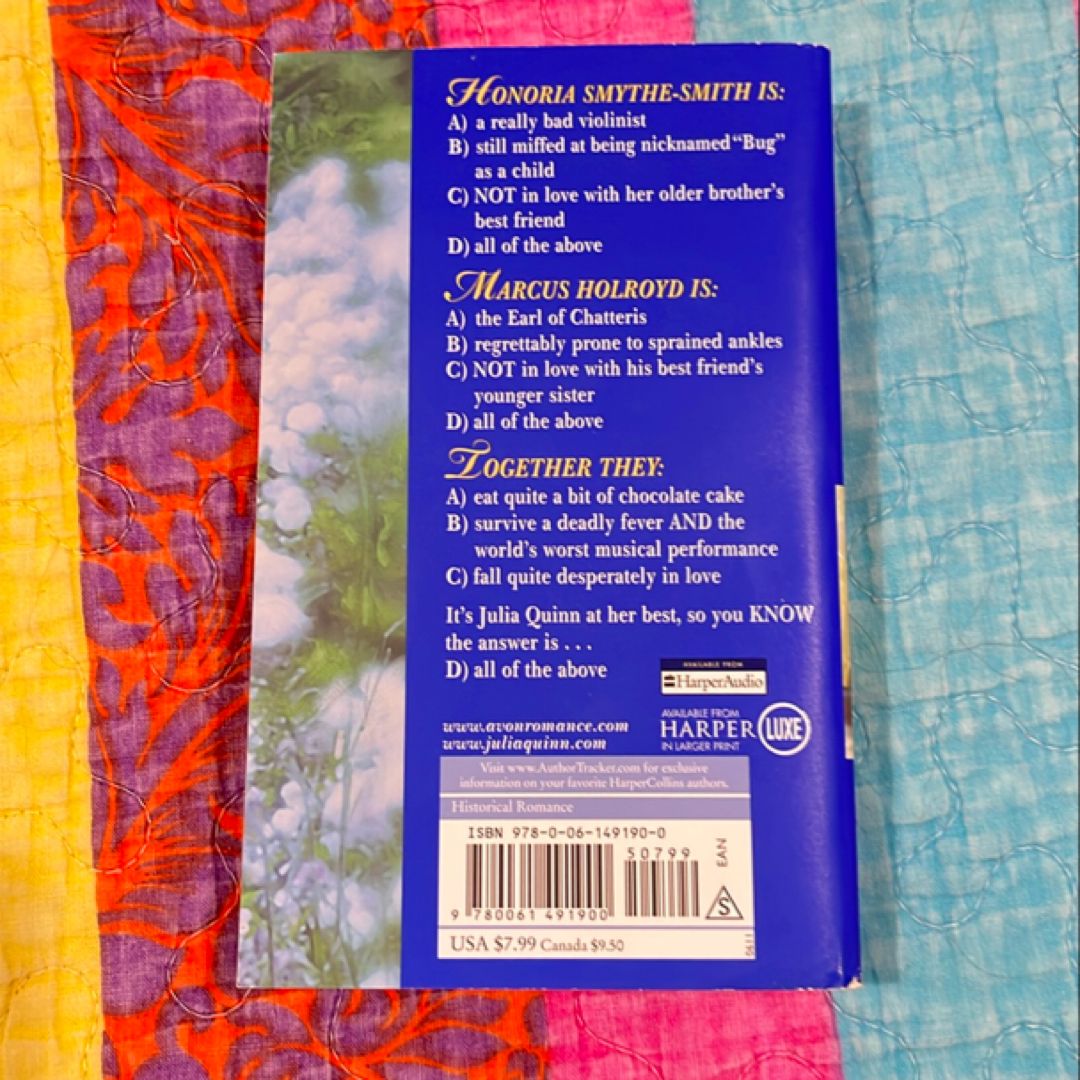 HONORIA SMYTHE-SMITH IS:
A) a really bad violinist
B) still miffed at being nicknamed "Bug"
as a child
C) NOT in love with her older brother's
best friend
D) all of the above
MARCUS HOLROYD IS:
A) the Earl of Chatteris
B) regrettably prone to sprained ankles
C) NOT in love with his best friend's
younger sister
D) all of the above
TOGETHER THEY:
A) eat quite a bit of chocolate cake
B) survive a deadly fever AND the
world's worst musical performance
C) fall quite desperately in love
It's Julia Quinn at her best, so you KNOW
the answer is . . .
D) all of the above
AVAILABLE FROM
HarperAudio
www.avonromance.com
www.juliaquinn.com
AVAILABLE FROM
HARPER LUXE
IN LARGER PRINT
Visit www.AuthorTracker.com for exclusive
information on your favorite HarperCollins authors.
Historical Romance
ISBN 978-0-06-149190-0
50799
EAN
S
9 780061 491900
USA $7.99 Canada $9.50
0611